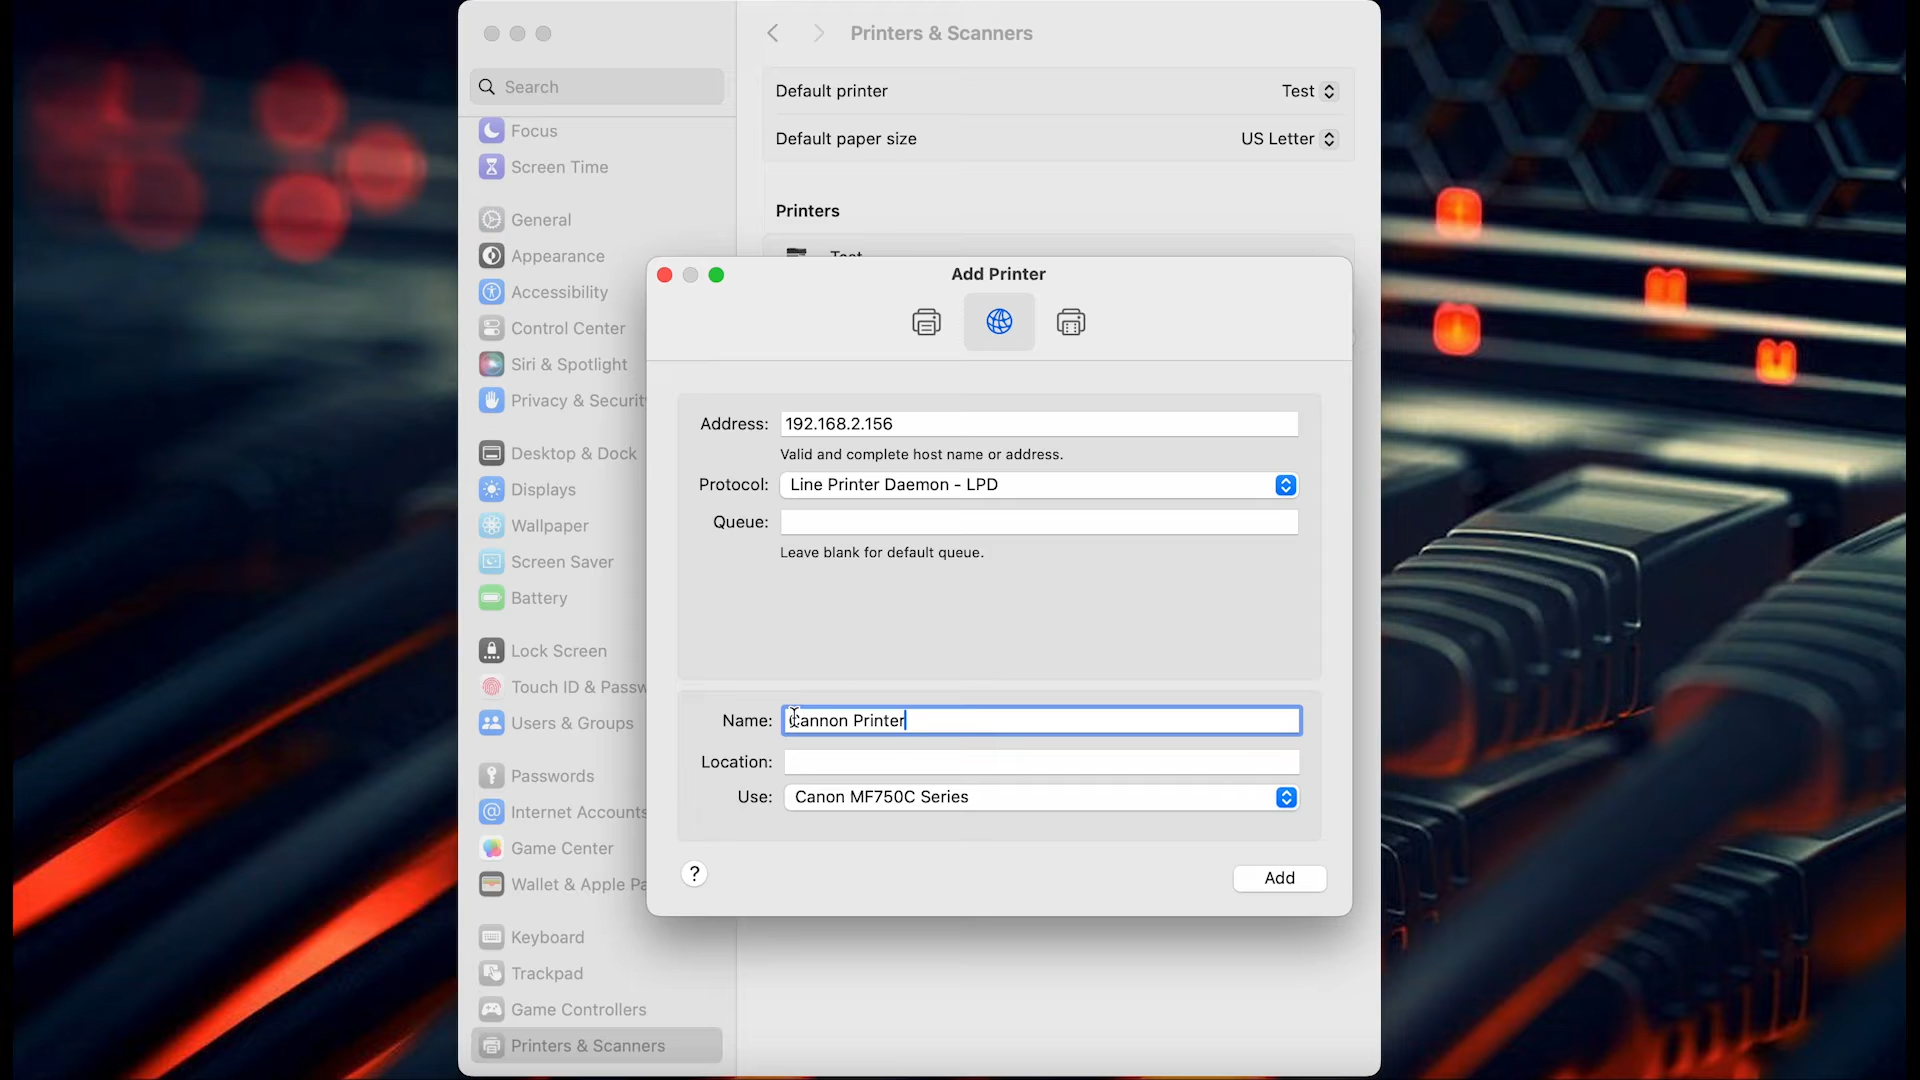 Search
Focus
Screen Time
General
Appearance
Accessibility
Control Center
Siri & Spotlight
Privacy & Securit
Desktop & Dock
Displays
Wallpaper
Screen Saver
Battery
Lock Screen
Touch ID & Passw
Users & Groups
Passwords
Internet Accounts
Game Center
Wallet & Apple Pa
Keyboard
Trackpad
Game Controllers
Printers & Scanners
Printers & Scanners
Default printer Test
Default paper size US Letter
Printers
Test
Add Printer
Address: 192.168.2.156
Valid and complete host name or address.
Protocol: Line Printer Daemon - LPD
Queue:
Leave blank for default queue.
Name: Cannon Printer
Location:
Use: Canon MF750C Series
?
Add